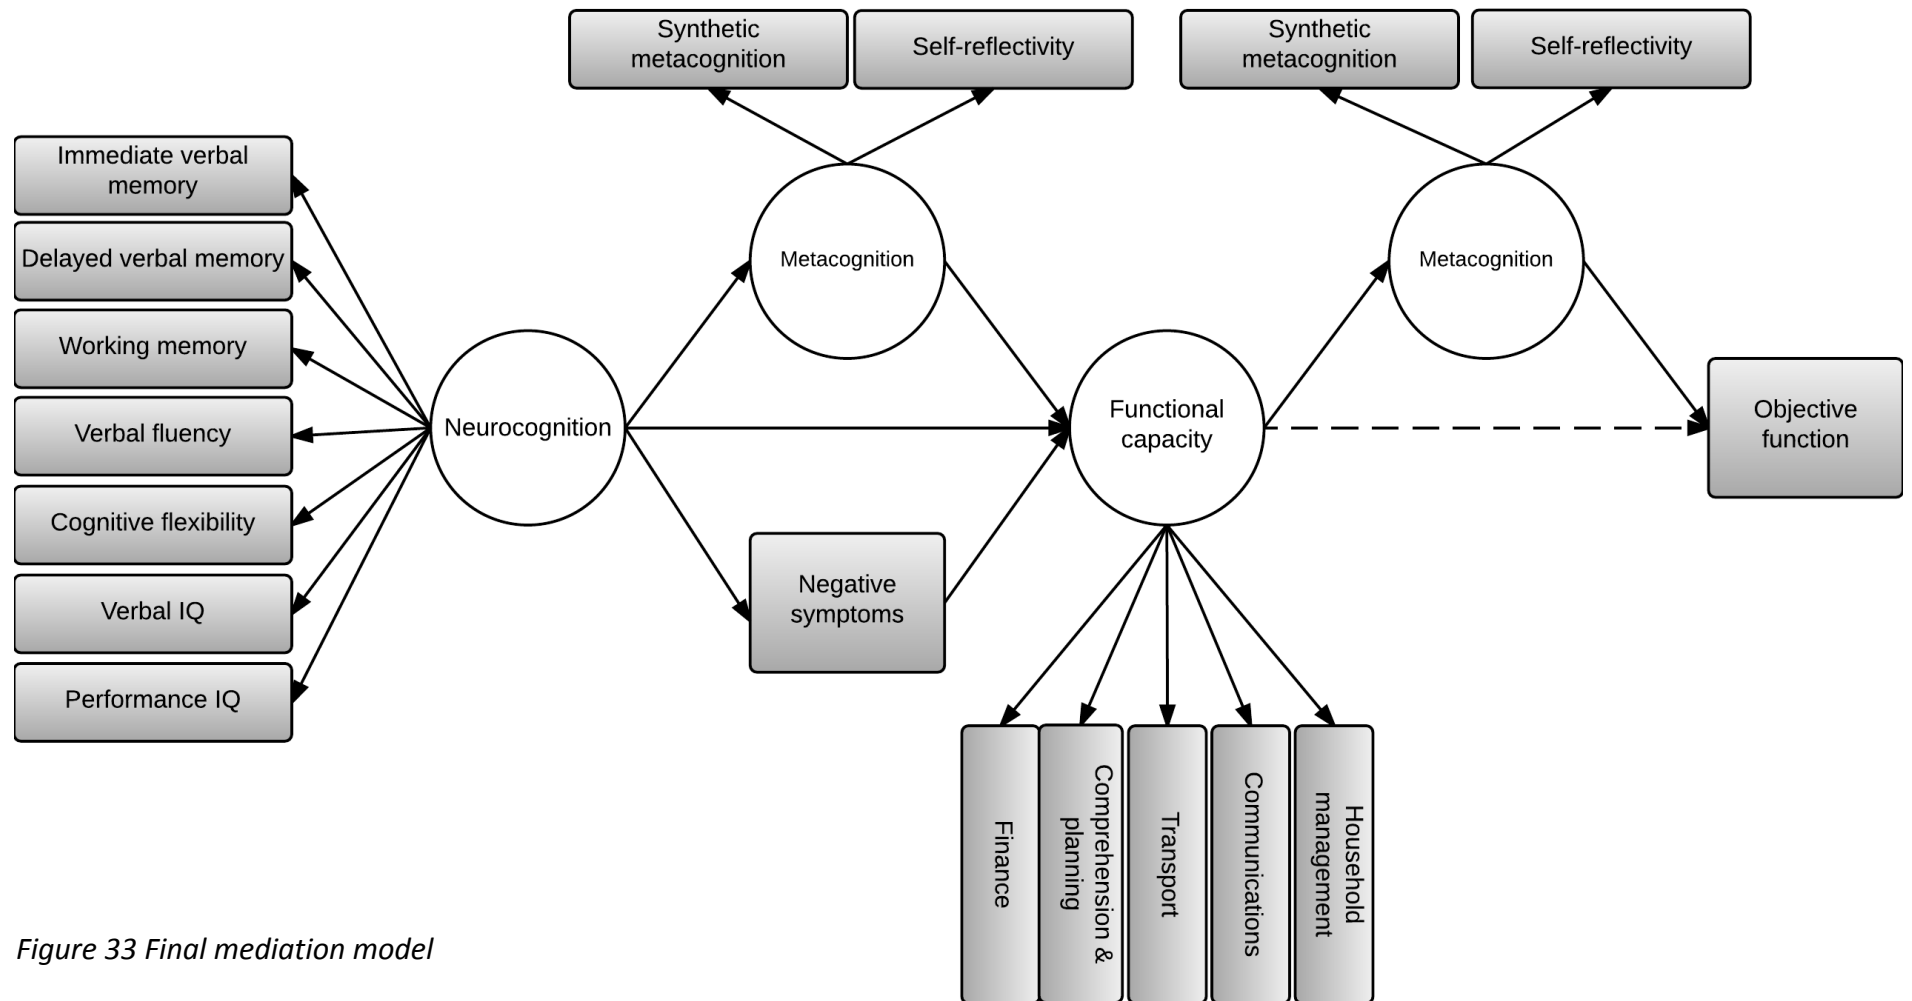 Synthetic
metacognition
Self-reflectivity
Synthetic
metacognition
Self-reflectivity
Immediate verbal
memory
Delayed verbal memory
Working memory
Verbal fluency
Cognitive flexibility
Verbal IQ
Performance IQ
Neurocognition
Metacognition
Negative
symptoms
Functional
capacity
Metacognition
Objective
function
Finance
Comprehension &
planning
Transport
Communications
Household
management
Figure 33 Final mediation model